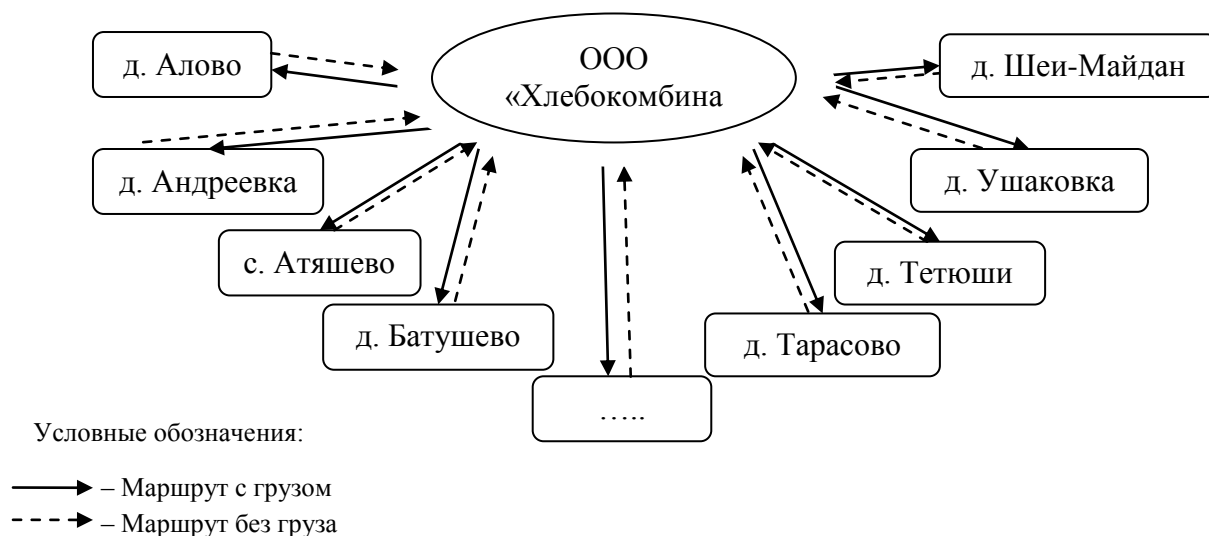 ООО
«Хлебокомбина
д. Алово
д. Шеи-Майдан
д. Андреевка
д. Ушаковка
с. Атяшево
д. Тетюши
д. Батушево
д. Тарасово
…..
Условные обозначения:
– Маршрут с грузом
– Маршрут без груза